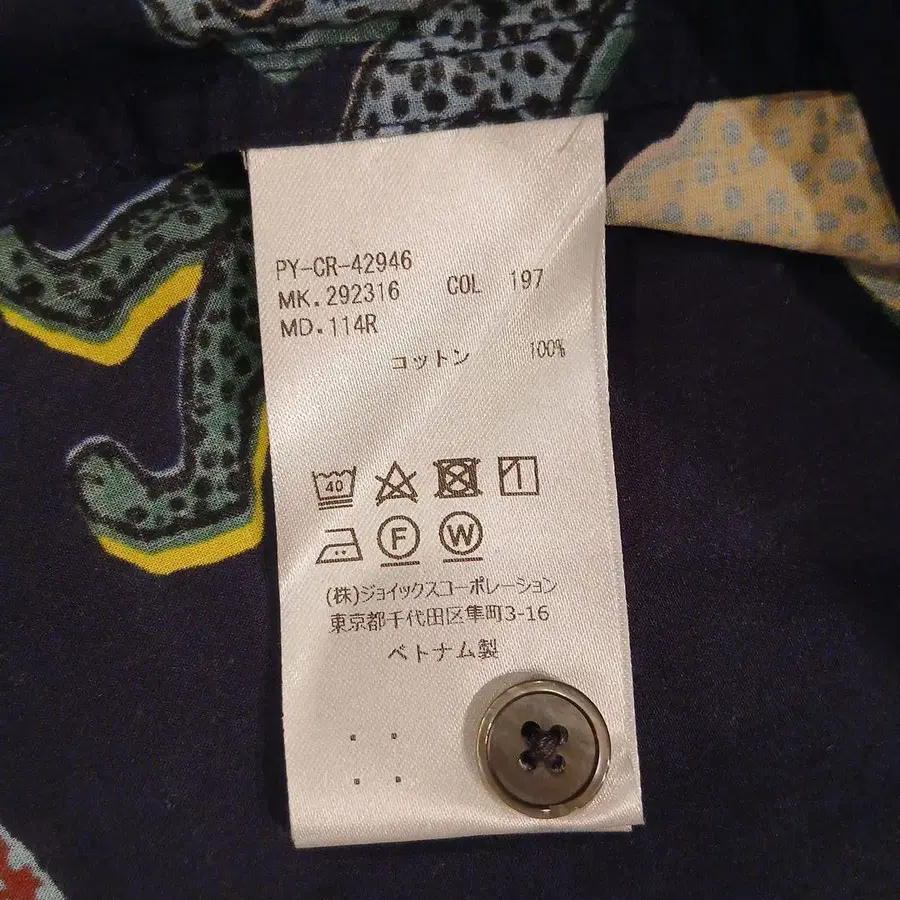 PY-CR-42946
MK.292316 COL 197
MD.114R
コットン 100%
40
F W
(株)ジョイックスコーポレーション
東京都千代田区隼町3-16
ベトナム製